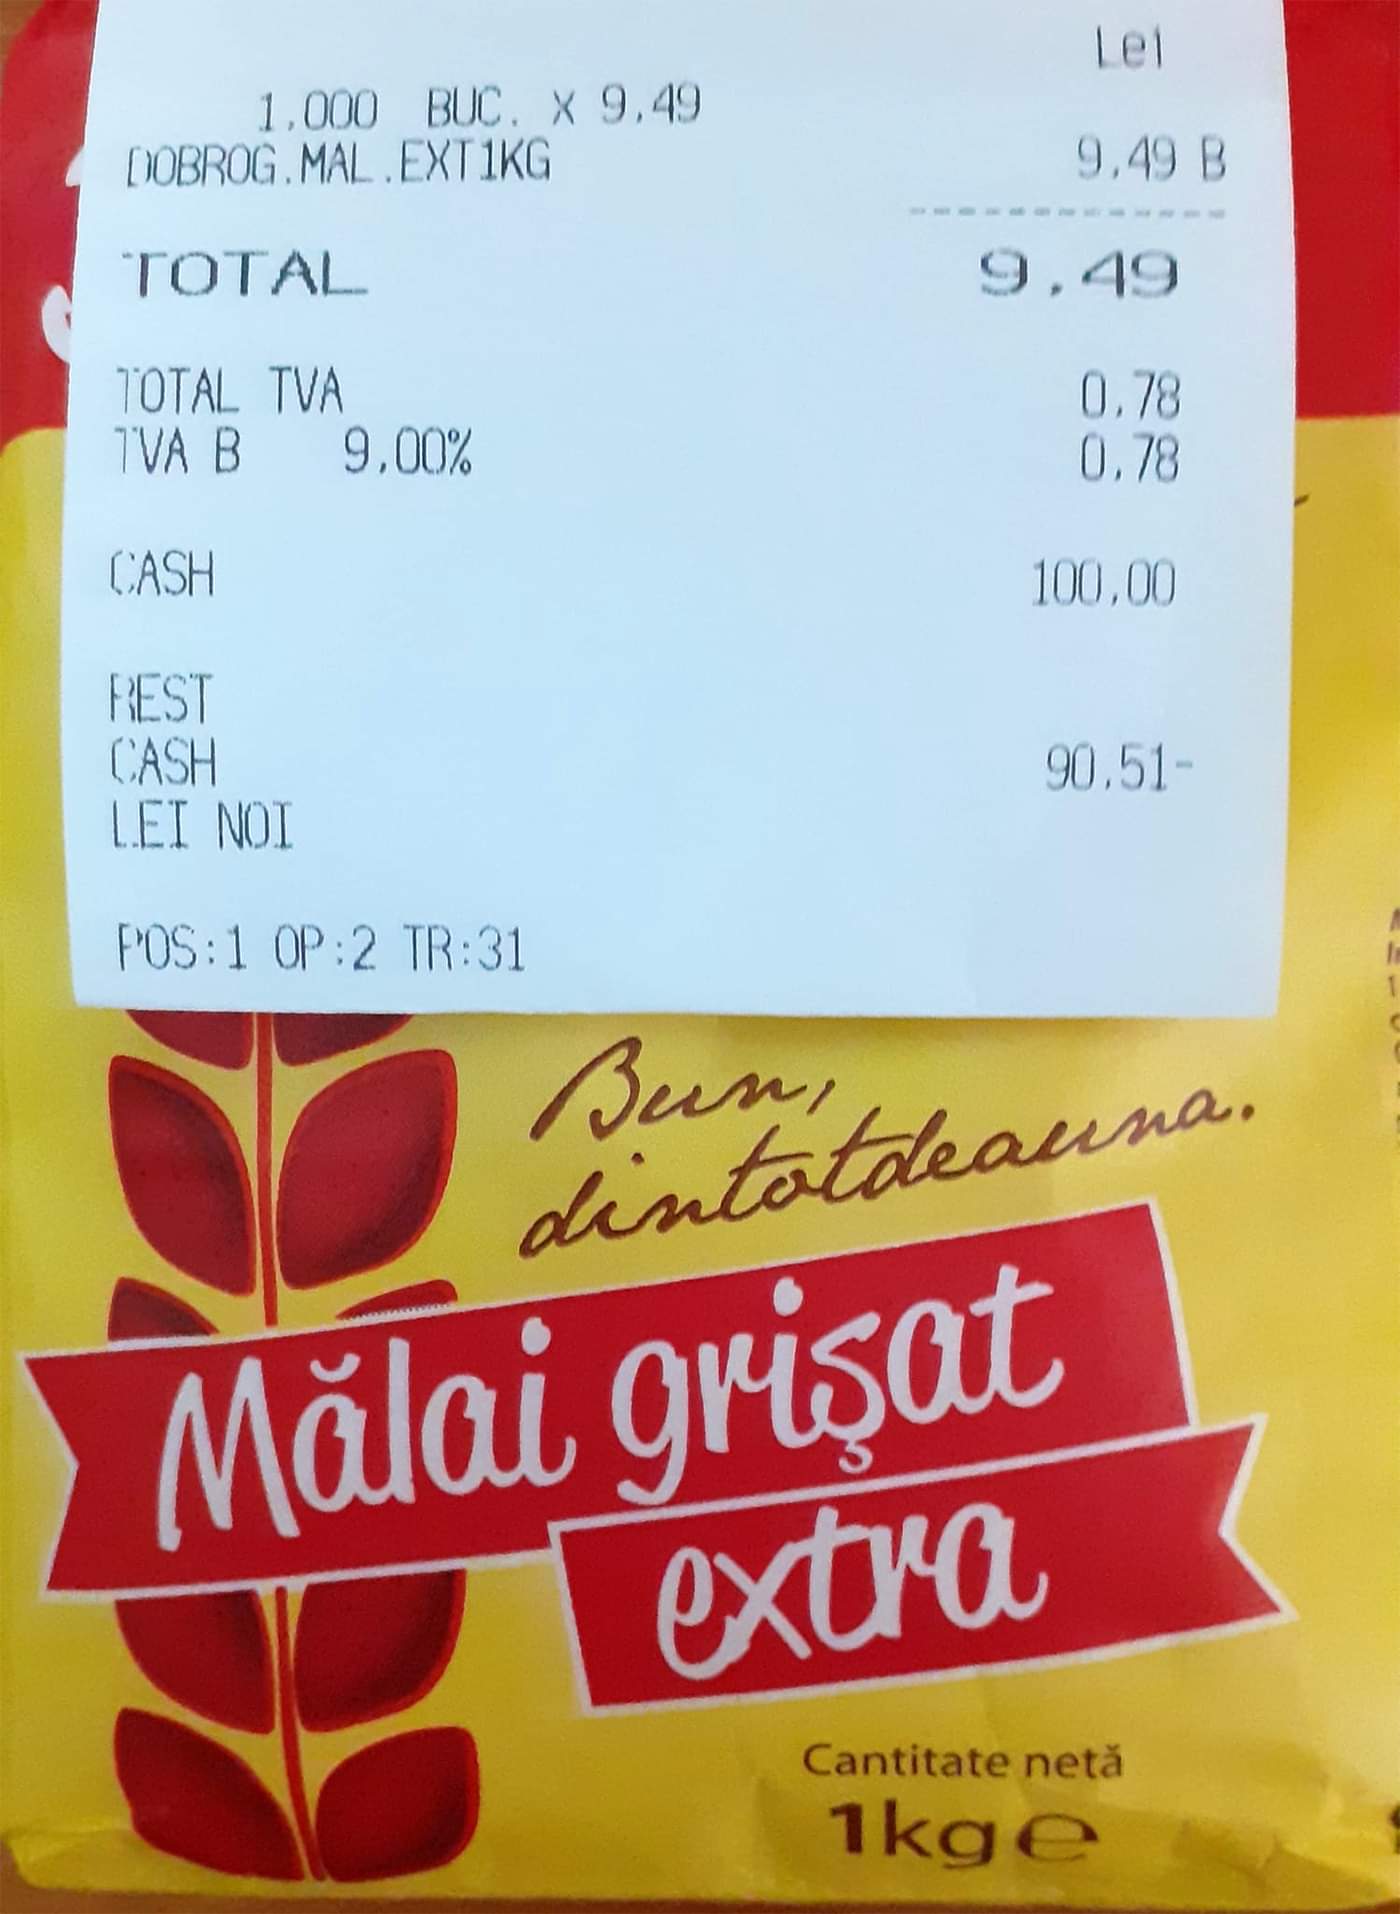 Lei
1.000 BUC. X 9.49
DOBROG.MAL.EXT1KG 9.49 B
TOTAL 9.49
TOTAL TVA 0.78
TVA B 9.00% 0.78
CASH 100.00
REST
CASH 90.51-
LEI NOI
POS:1 OP:2 TR:31
Bun,
dintotdeauna.
Mălai grişat
extra
Cantitate netă
1kg e